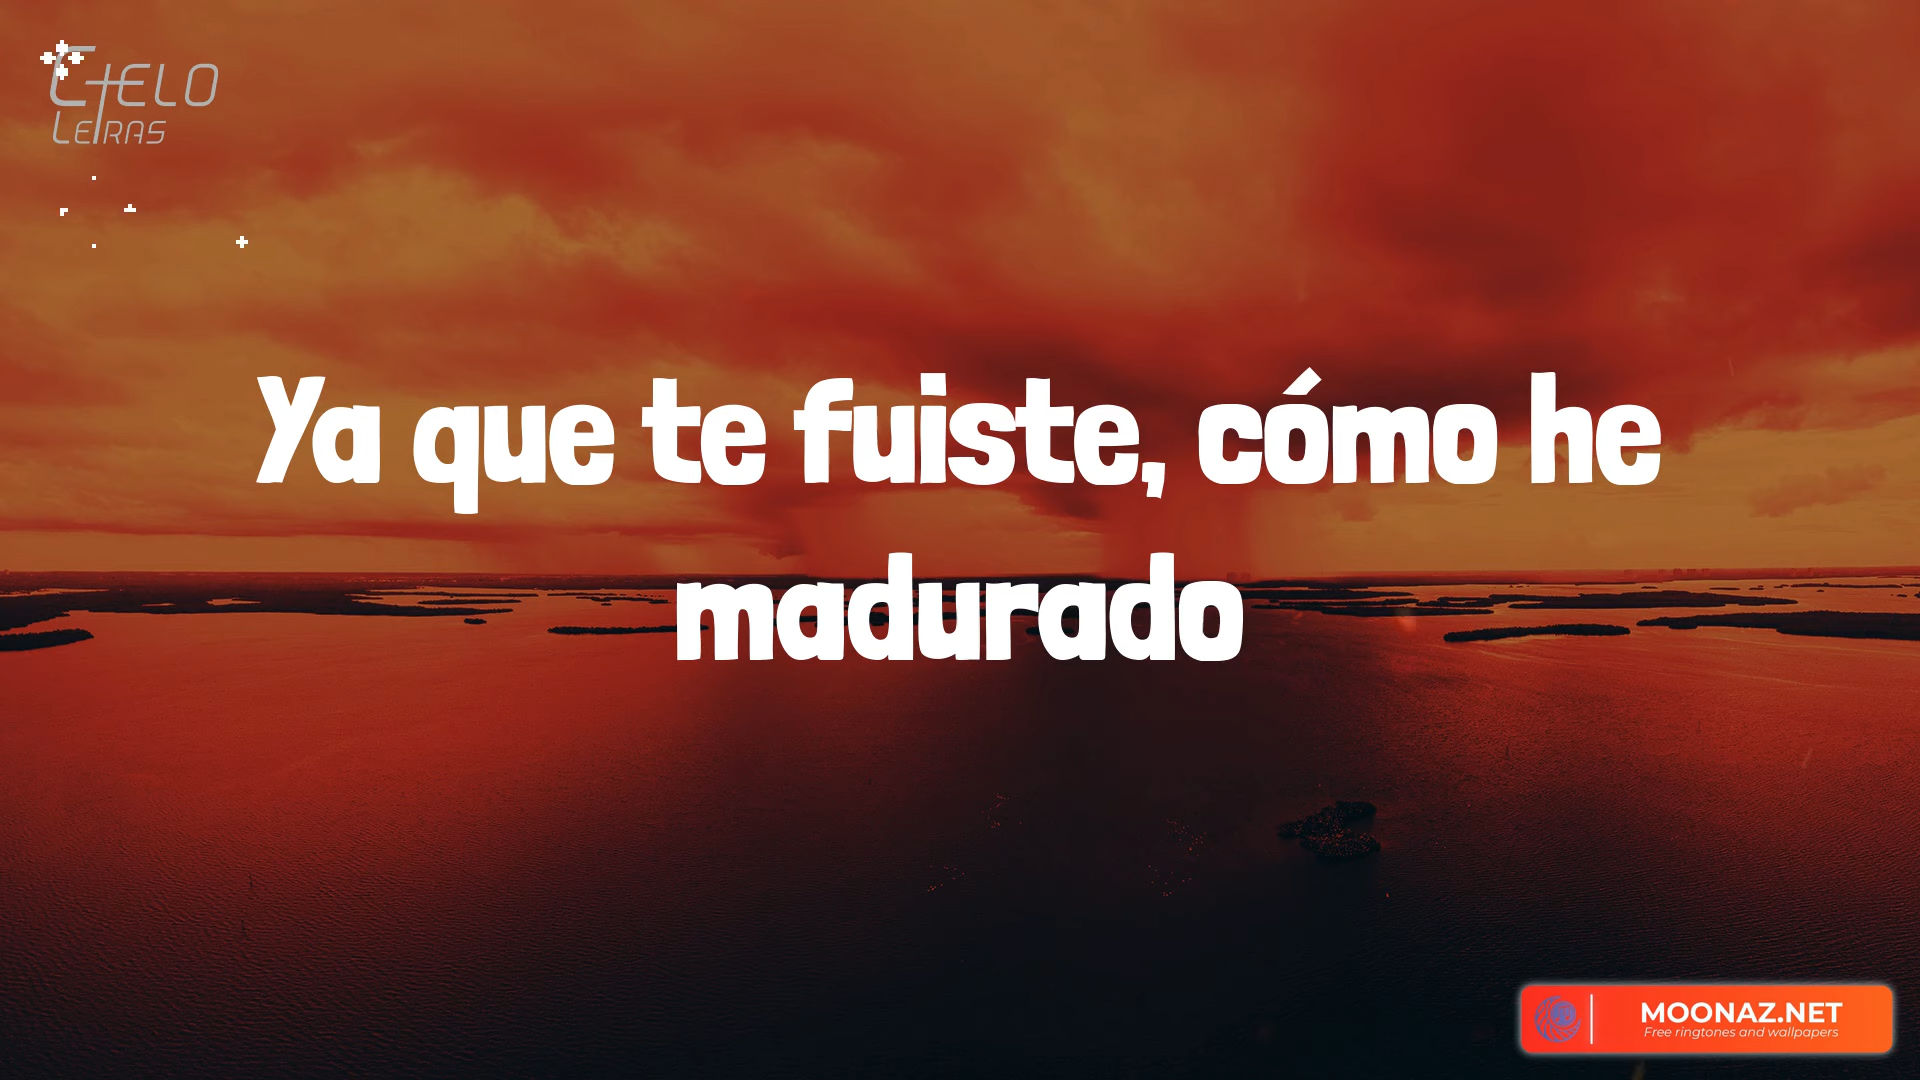 CIELO
LETRAS
Ya que te fuiste, cómo he
madurado
MOONAZ.NET
Free ringtones and wallpapers